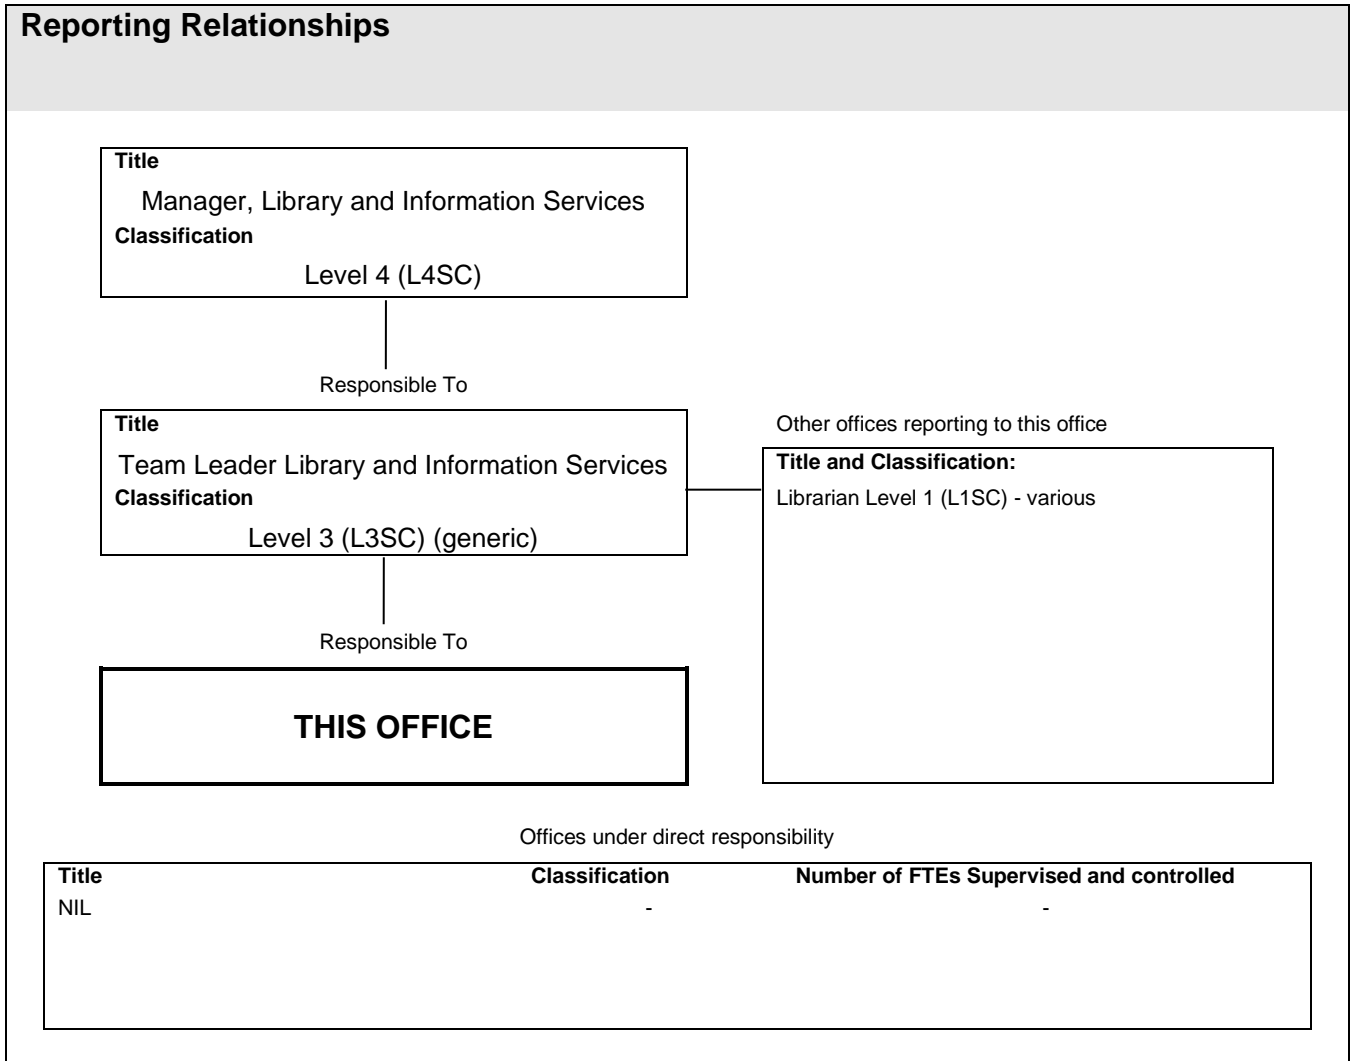 Reporting Relationships
Title
Manager, Library and Information Services
Classification
Level 4 (L4SC)
Responsible To
Title
Team Leader Library and Information Services
Classification
Level 3 (L3SC) (generic)
Other offices reporting to this office
Title and Classification:
Librarian Level 1 (L1SC) - various
Responsible To
THIS OFFICE
Offices under direct responsibility
Title Classification Number of FTEs Supervised and controlled
NIL - -